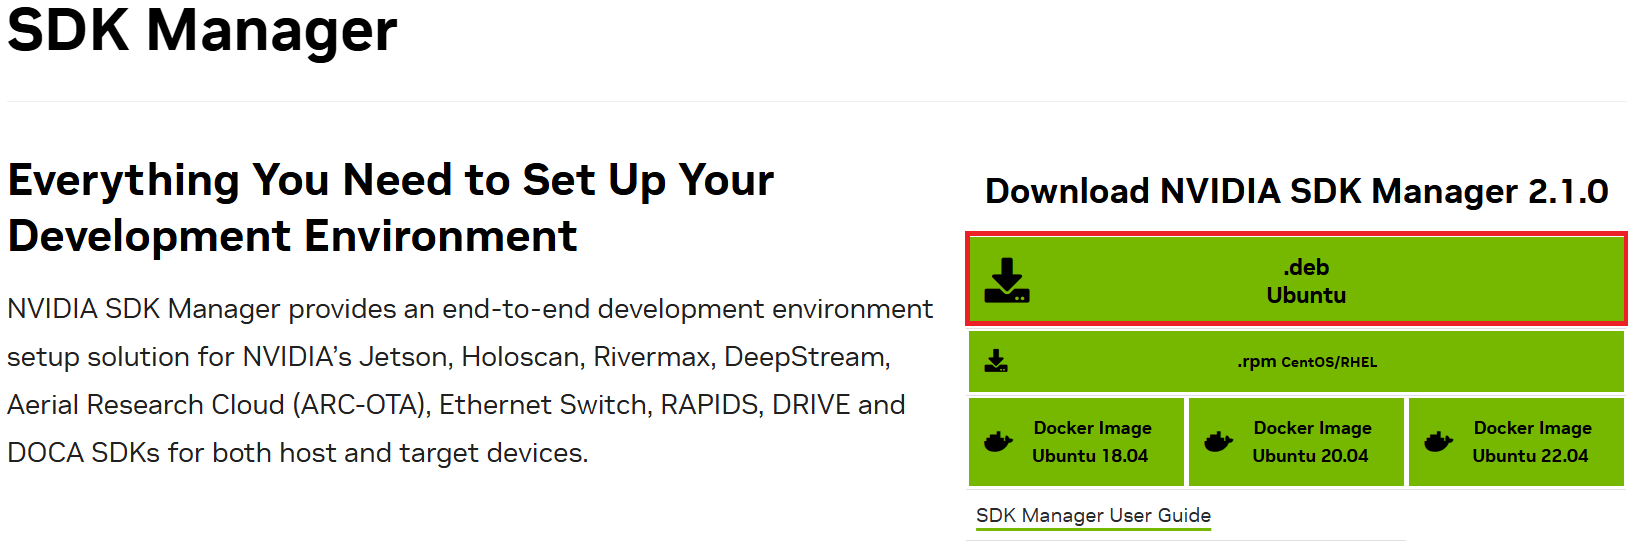 SDK Manager
Everything You Need to Set Up Your
Development Environment
NVIDIA SDK Manager provides an end-to-end development environment
setup solution for NVIDIA’s Jetson, Holoscan, Rivermax, DeepStream,
Aerial Research Cloud (ARC-OTA), Ethernet Switch, RAPIDS, DRIVE and
DOCA SDKs for both host and target devices.
Download NVIDIA SDK Manager 2.1.0
.deb
Ubuntu
.rpm CentOS/RHEL
Docker Image
Ubuntu 18.04
Docker Image
Ubuntu 20.04
Docker Image
Ubuntu 22.04
SDK Manager User Guide